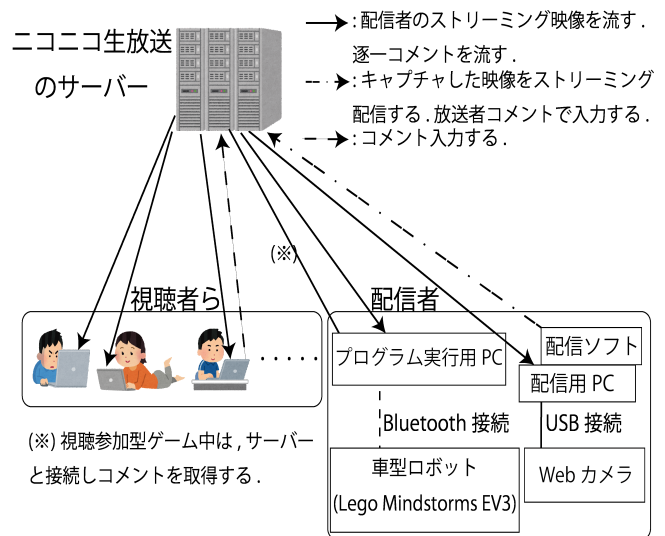 ニコニコ生放送
のサーバー
:配信者のストリーミング映像を流す.
逐一コメントを流す.
:キャプチャした映像をストリーミング
配信する.放送者コメントで入力する.
:コメント入力する.
(※)
視聴者ら
配信者
・・・・・・
プログラム実行用 PC
配信ソフト
配信用 PC
Bluetooth 接続
USB 接続
車型ロボット
(Lego Mindstorms EV3)
Web カメラ
(※) 視聴参加型ゲーム中は , サーバー
と接続しコメントを取得する .